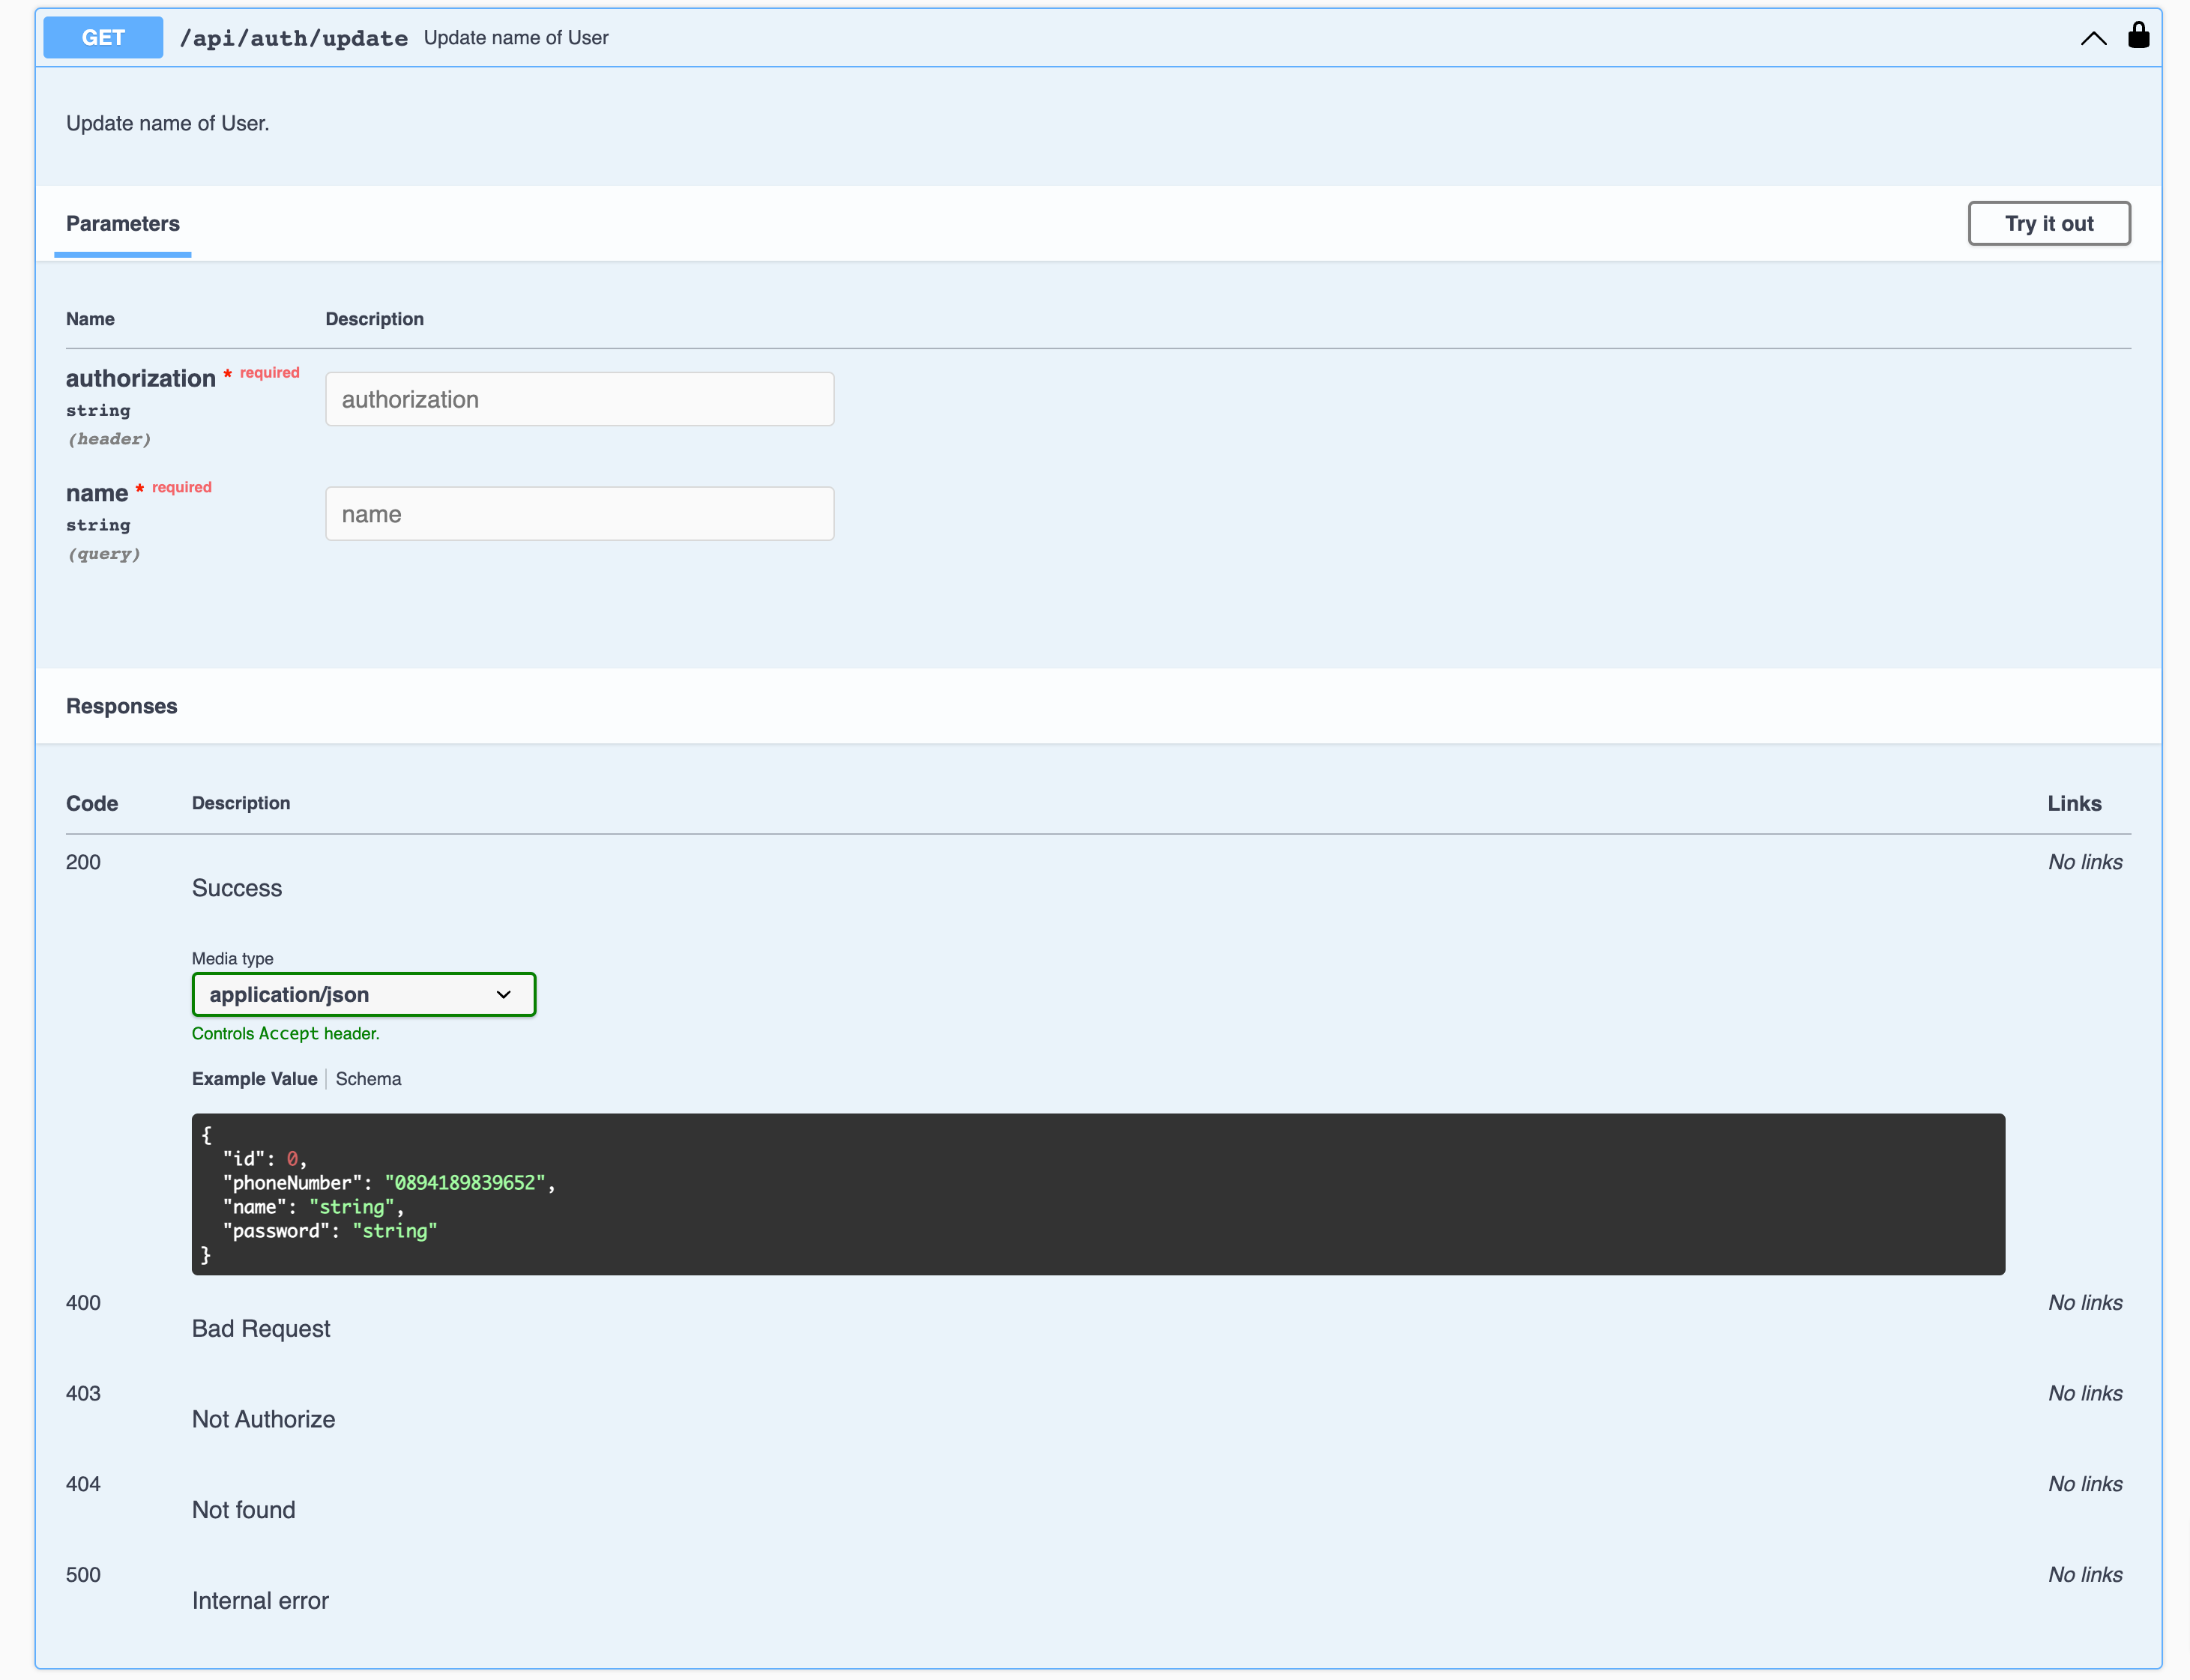 GET /api/auth/update Update name of User
Update name of User.
Parameters Try it out
Name Description
authorization * required
string
(header)
authorization
name * required
string
(query)
name
Responses
Code Description Links
200 No links
Success
Media type
application/json
Controls Accept header.
Example Value Schema
{
"id": 0,
"phoneNumber": "0894189839652",
"name": "string",
"password": "string"
}
400 No links
Bad Request
403 No links
Not Authorize
404 No links
Not found
500 No links
Internal error